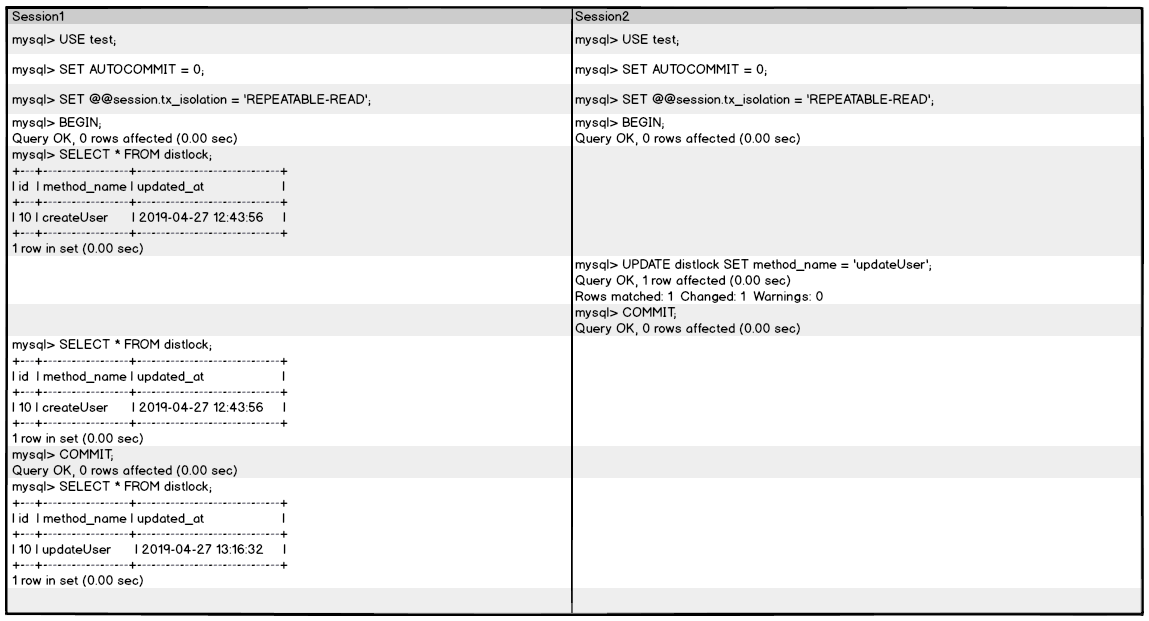 Session1 Session2
mysql> USE test; mysql> USE test;
mysql> SET AUTOCOMMIT = 0; mysql> SET AUTOCOMMIT = 0;
mysql> SET @@session.tx_isolation = 'REPEATABLE-READ'; mysql> SET @@session.tx_isolation = 'REPEATABLE-READ';
mysql> BEGIN; mysql> BEGIN;
Query OK, 0 rows affected (0.00 sec) Query OK, 0 rows affected (0.00 sec)
mysql> SELECT * FROM distlock;
+----+-------------+---------------------+
| id | method_name | updated_at |
+----+-------------+---------------------+
| 10 | createUser | 2019-04-27 12:43:56 |
+----+-------------+---------------------+
1 row in set (0.00 sec)
mysql> UPDATE distlock SET method_name = 'updateUser';
Query OK, 1 row affected (0.00 sec)
Rows matched: 1 Changed: 1 Warnings: 0
mysql> COMMIT;
Query OK, 0 rows affected (0.00 sec)
mysql> SELECT * FROM distlock;
+----+-------------+---------------------+
| id | method_name | updated_at |
+----+-------------+---------------------+
| 10 | createUser | 2019-04-27 12:43:56 |
+----+-------------+---------------------+
1 row in set (0.00 sec)
mysql> COMMIT;
Query OK, 0 rows affected (0.00 sec)
mysql> SELECT * FROM distlock;
+----+-------------+---------------------+
| id | method_name | updated_at |
+----+-------------+---------------------+
| 10 | updateUser | 2019-04-27 13:16:32 |
+----+-------------+---------------------+
1 row in set (0.00 sec)